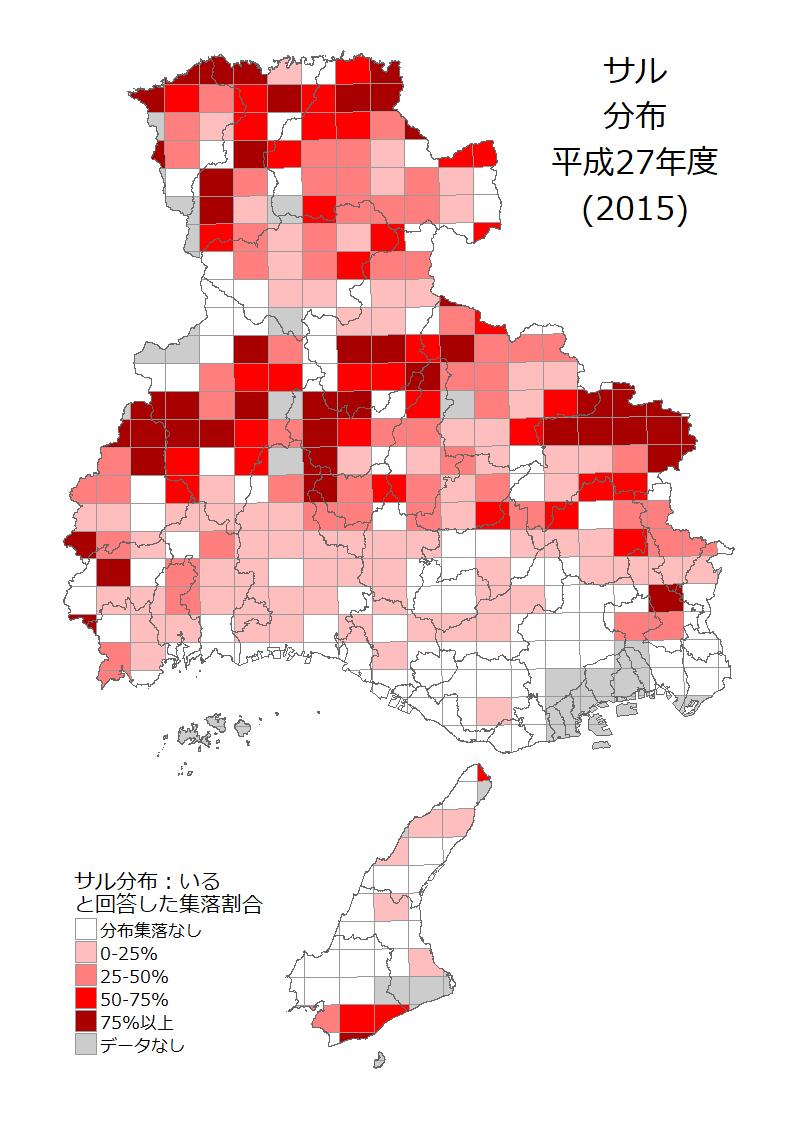 サル
分布
平成27年度
(2015)
サル分布：いる
と回答した集落割合
分布集落なし
0-25%
25-50%
50-75%
75%以上
データなし